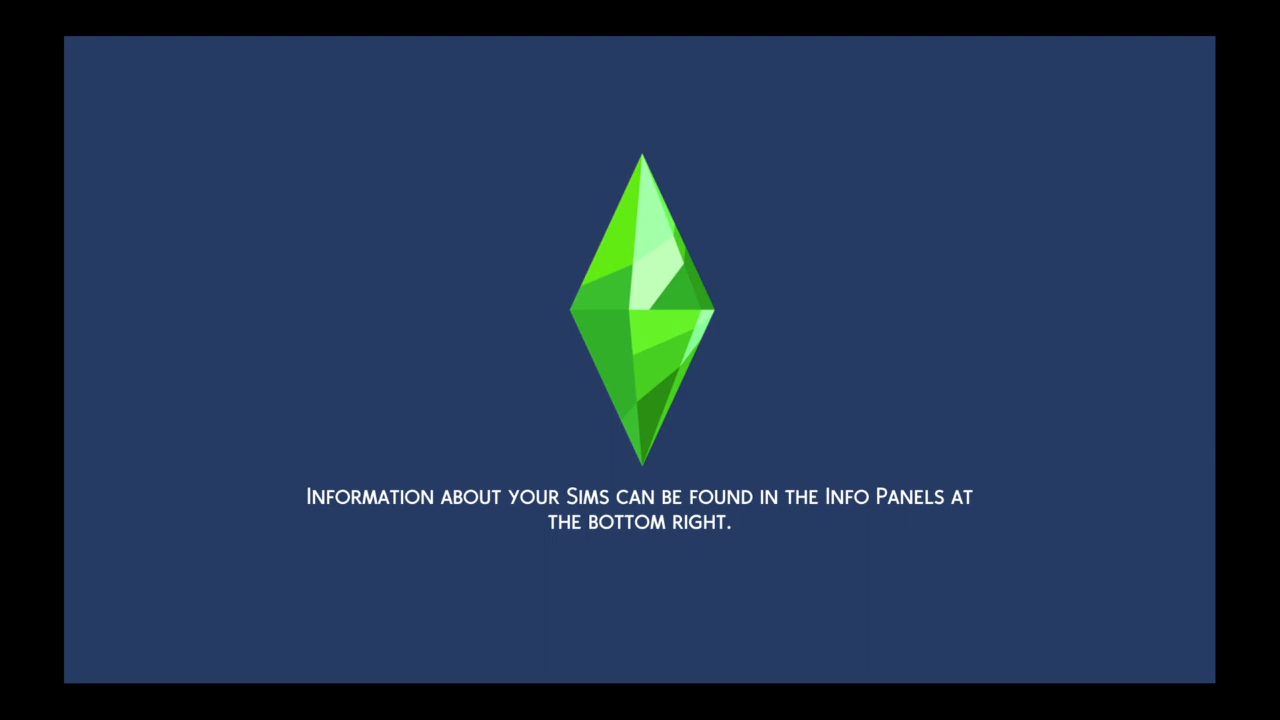 Information about your Sims can be found in the Info Panels at
the bottom right.